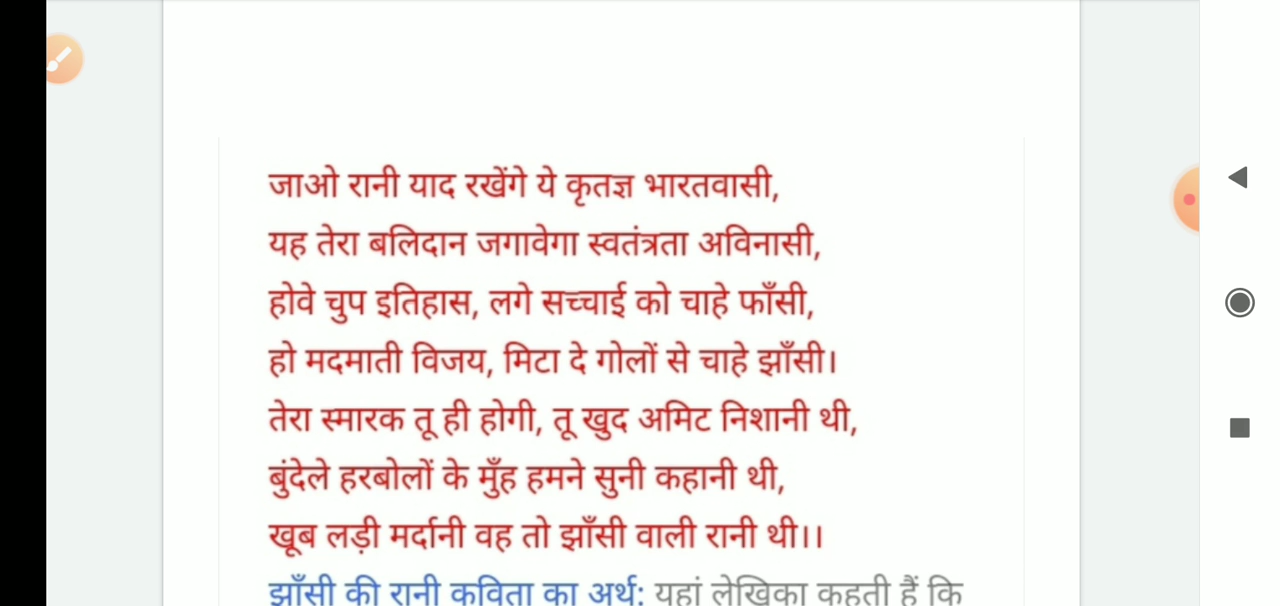 जाओ रानी याद रखेंगे ये कृतज्ञ भारतवासी,
यह तेरा बलिदान जगावेगा स्वतंत्रता अविनासी,
होवे चुप इतिहास, लगे सच्चाई को चाहे फाँसी,
हो मदमाती विजय, मिटा दे गोलों से चाहे झाँसी।
तेरा स्मारक तू ही होगी, तू खुद अमिट निशानी थी,
बुंदेले हरबोलों के मुँह हमने सुनी कहानी थी,
खूब लड़ी मर्दानी वह तो झाँसी वाली रानी थी।।
झाँसी की रानी कविता का अर्थ: यहां लेखिका कहती हैं कि